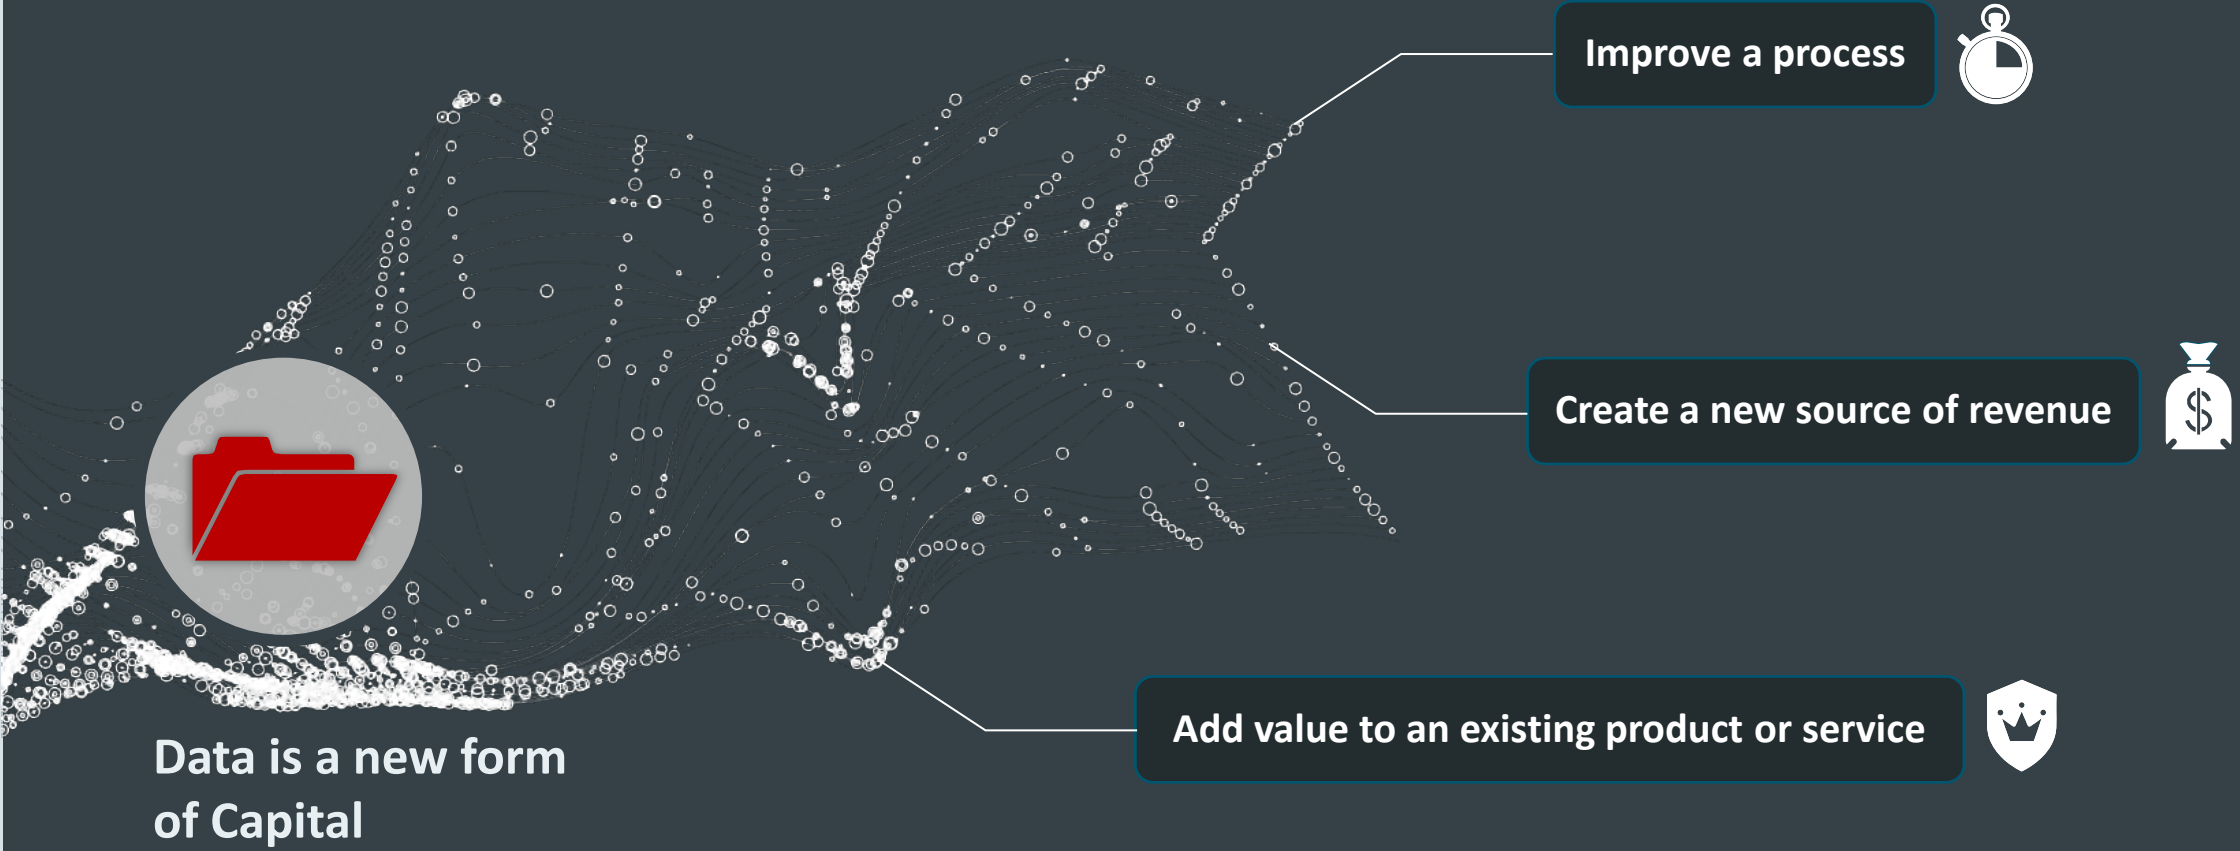 Improve a process
Create a new source of revenue
$
Add value to an existing product or service
Data is a new form
of Capital